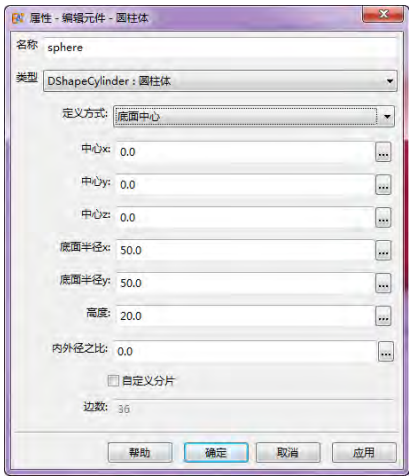 属性 - 编辑元件 - 圆柱体
名称 sphere
类型 DShapeCylinder : 圆柱体
定义方式: 底面中心
中心x: 0.0 ...
中心y: 0.0 ...
中心z: 0.0 ...
底面半径x: 50.0 ...
底面半径y: 50.0 ...
高度: 20.0 ...
内外径之比: 0.0 ...
自定义分片
边数: 36
帮助 确定 取消 应用